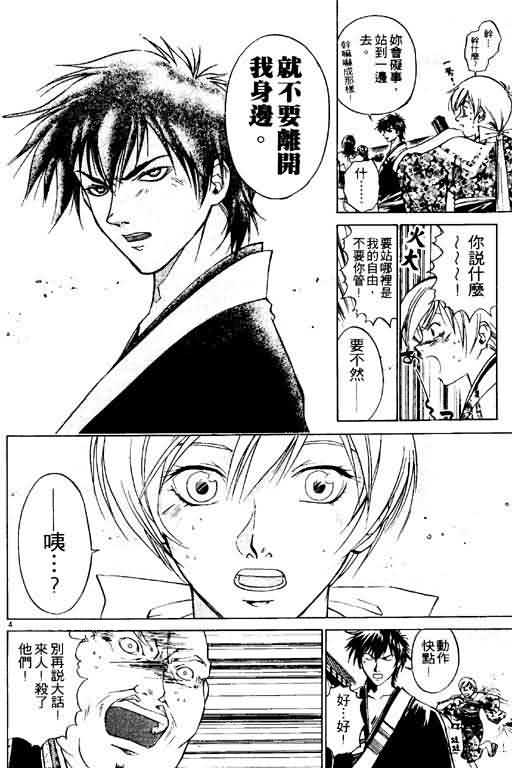 幹…
幹什麼？
妳會礙事，
站到一邊
去。
幹嘛嚇成那樣！
什…
你說什麼
～～～！
火大
要站哪裡是
我的自由，
不要你管！
要不然—
就不要離開
我身邊。
——咦…？
動作
快點！
好…好！
別再說大話！
來人！殺了
他們！
4